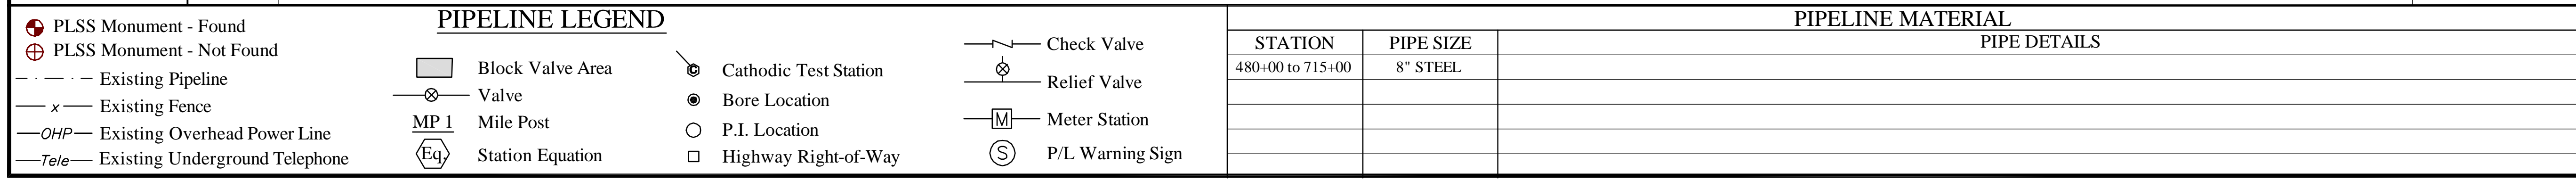 PIPELINE LEGEND
PLSS Monument - Found
PLSS Monument - Not Found
Existing Pipeline
x Existing Fence
OHP Existing Overhead Power Line
Tele Existing Underground Telephone
Block Valve Area
Valve
MP 1 Mile Post
Eq. Station Equation
C Cathodic Test Station
Bore Location
P.I. Location
Highway Right-of-Way
Check Valve
Relief Valve
M Meter Station
S P/L Warning Sign
PIPELINE MATERIAL
STATION PIPE SIZE PIPE DETAILS
480+00 to 715+00 8" STEEL